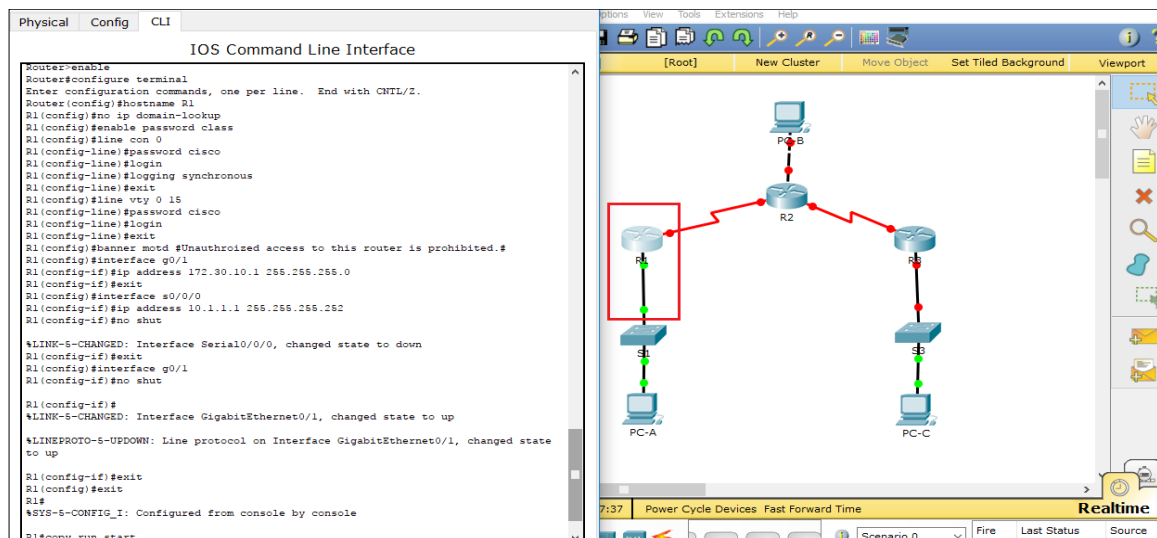 Physical Config CLI
IOS Command Line Interface
Router>enable
Router#configure terminal
Enter configuration commands, one per line. End with CNTL/Z.
Router(config)#hostname R1
R1(config)#no ip domain-lookup
R1(config)#enable password class
R1(config)#line con 0
R1(config-line)#password cisco
R1(config-line)#login
R1(config-line)#logging synchronous
R1(config-line)#exit
R1(config)#line vty 0 15
R1(config-line)#password cisco
R1(config-line)#login
R1(config-line)#exit
R1(config)#banner motd #Unauthroized access to this router is prohibited.#
R1(config)#interface g0/1
R1(config-if)#ip address 172.30.10.1 255.255.255.0
R1(config-if)#exit
R1(config)#interface s0/0/0
R1(config-if)#ip address 10.1.1.1 255.255.255.252
R1(config-if)#no shut
%LINK-5-CHANGED: Interface Serial0/0/0, changed state to down
R1(config-if)#exit
R1(config)#interface g0/1
R1(config-if)#no shut
R1(config-if)#
%LINK-5-CHANGED: Interface GigabitEthernet0/1, changed state to up
%LINEPROTO-5-UPDOWN: Line protocol on Interface GigabitEthernet0/1, changed state
to up
R1(config-if)#exit
R1(config)#exit
R1#
%SYS-5-CONFIG_I: Configured from console by console
R1#copy run start
Options View Tools Extensions Help
[Root] New Cluster Move Object Set Tiled Background Viewport
PC-B
R2
R1
R3
S1
S3
PC-A
PC-C
7:37 Power Cycle Devices Fast Forward Time Realtime
Scenario 0 Fire Last Status Source